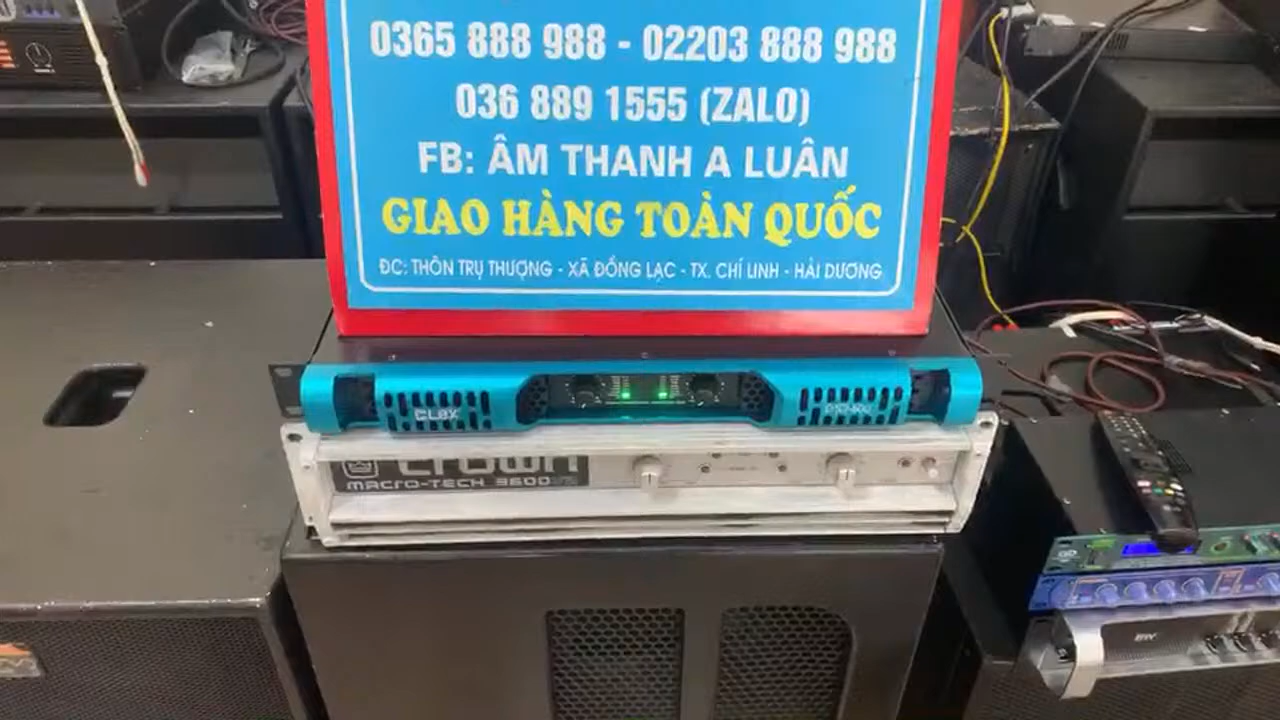 0365 888 988 - 02203 888 988
036 889 1555 (ZALO)
FB: ÂM THANH A LUÂN
GIAO HÀNG TOÀN QUỐC
ĐC: THÔN TRỤ THƯỢNG - XÃ ĐỒNG LẠC - TX. CHÍ LINH - HẢI DƯƠNG
crown
MACRO-TECH 3600